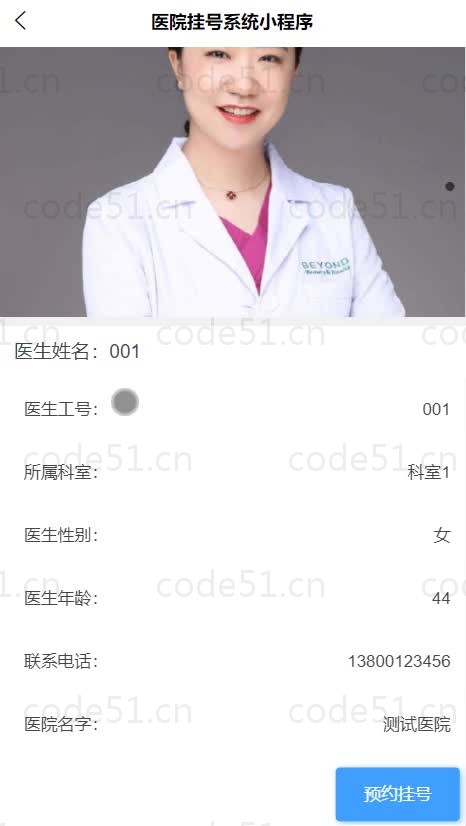 医院挂号系统小程序
code51.cn
BEYOND
医生姓名：001
医生工号： 001
所属科室： 科室1
医生性别： 女
医生年龄： 44
联系电话： 13800123456
医院名字： 测试医院
预约挂号